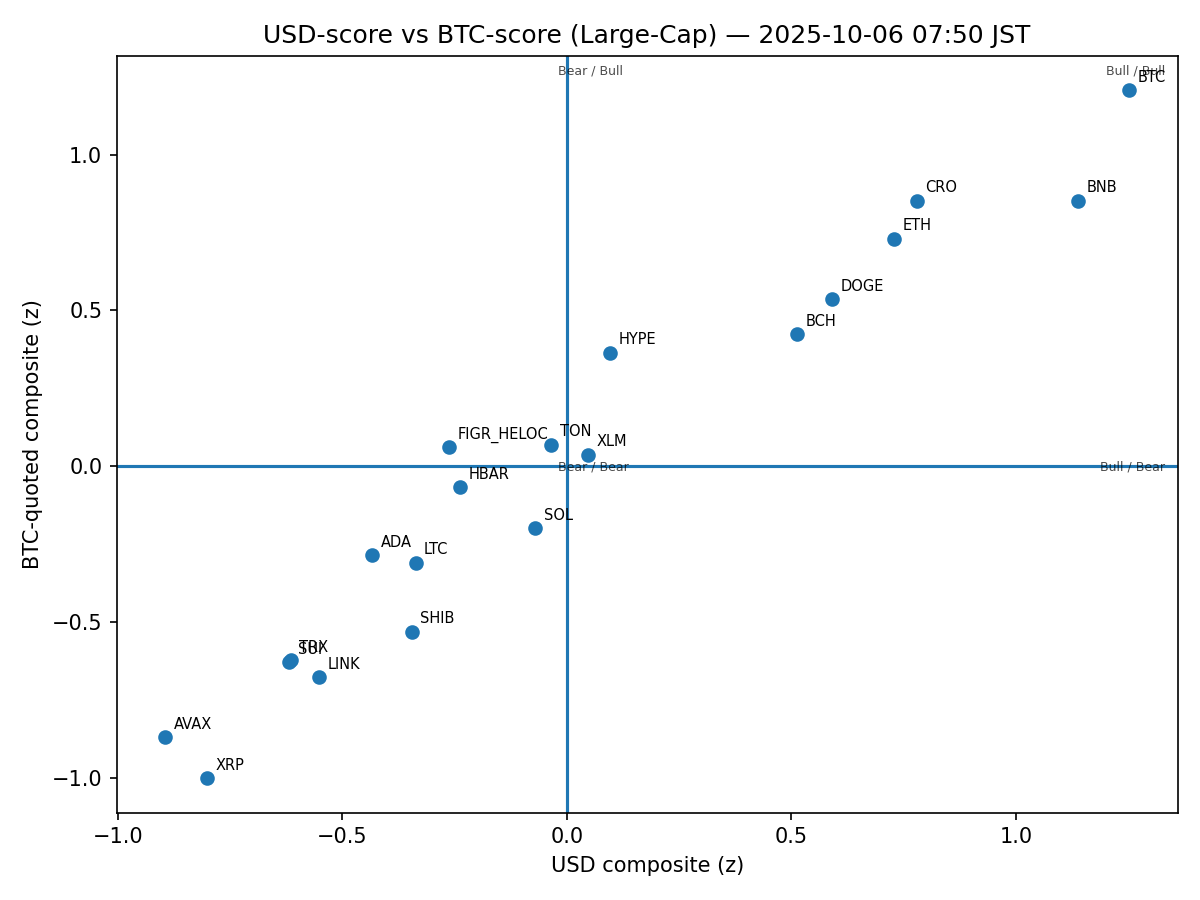 USD-score vs BTC-score (Large-Cap) — 2025-10-06 07:50 JST
Bear / Bull
Bull / Bull
BTC
1.0
CRO
BNB
ETH
DOGE
0.5
BCH
HYPE
FIGR_HELOC
TON
XLM
0.0
Bear / Bear
Bull / Bear
HBAR
SOL
ADA
LTC
−0.5
SHIB
TRX
SUI
LINK
AVAX
XRP
−1.0
−1.0
−0.5
0.0
0.5
1.0
USD composite (z)
BTC-quoted composite (z)